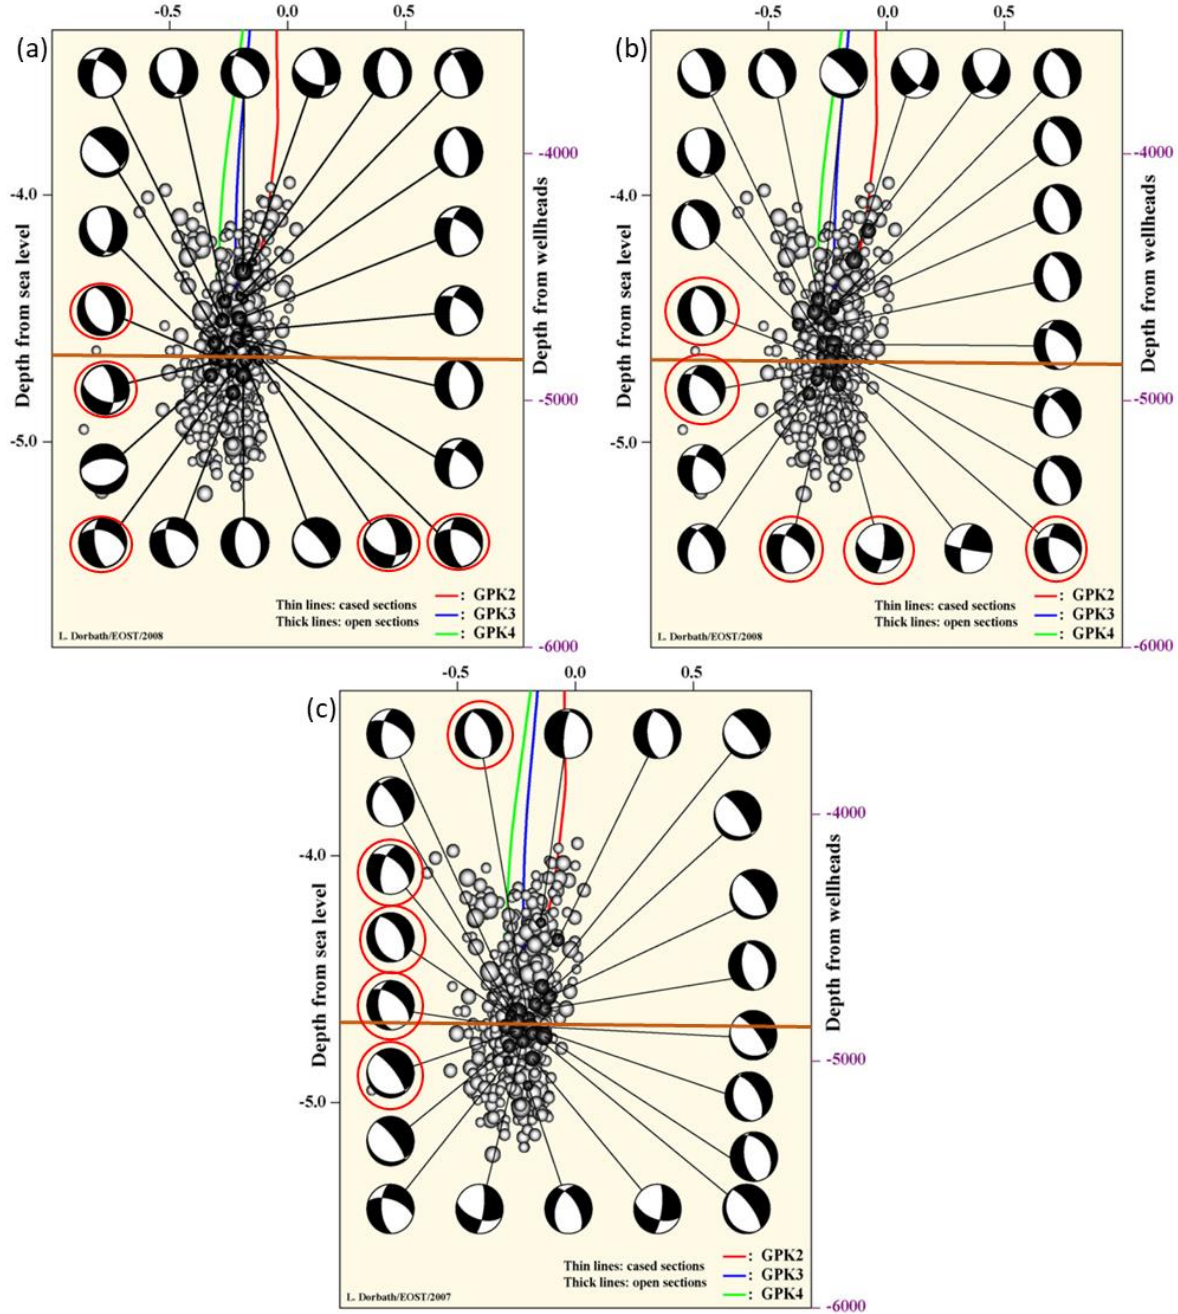 -0.5 0.0 0.5
(a)
-4000
-4.0
Depth from sea level
Depth from wellheads
-5000
-5.0
Thin lines: cased sections
Thick lines: open sections
: GPK2
: GPK3
: GPK4
L. Dorbath/EOST/2008
-6000
-0.5 0.0 0.5
(b)
-4000
-4.0
Depth from sea level
Depth from wellheads
-5000
-5.0
Thin lines: cased sections
Thick lines: open sections
: GPK2
: GPK3
: GPK4
L. Dorbath/EOST/2008
-6000
-0.5 0.0 0.5
(c)
-4000
-4.0
Depth from sea level
Depth from wellheads
-5000
-5.0
Thin lines: cased sections
Thick lines: open sections
: GPK2
: GPK3
: GPK4
L. Dorbath/EOST/2007
-6000